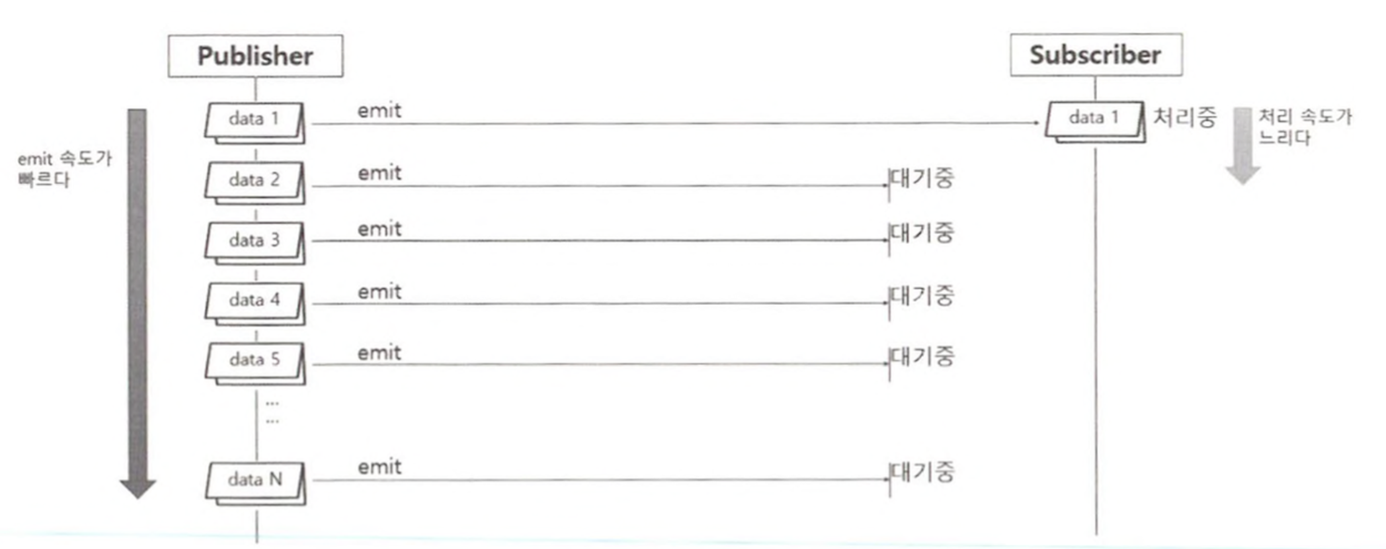 Publisher
Subscriber
data 1
emit
data 1
처리중
처리 속도가
느리다
emit 속도가
빠르다
data 2
emit
대기중
data 3
emit
대기중
data 4
emit
대기중
data 5
emit
대기중
...
...
data N
emit
대기중